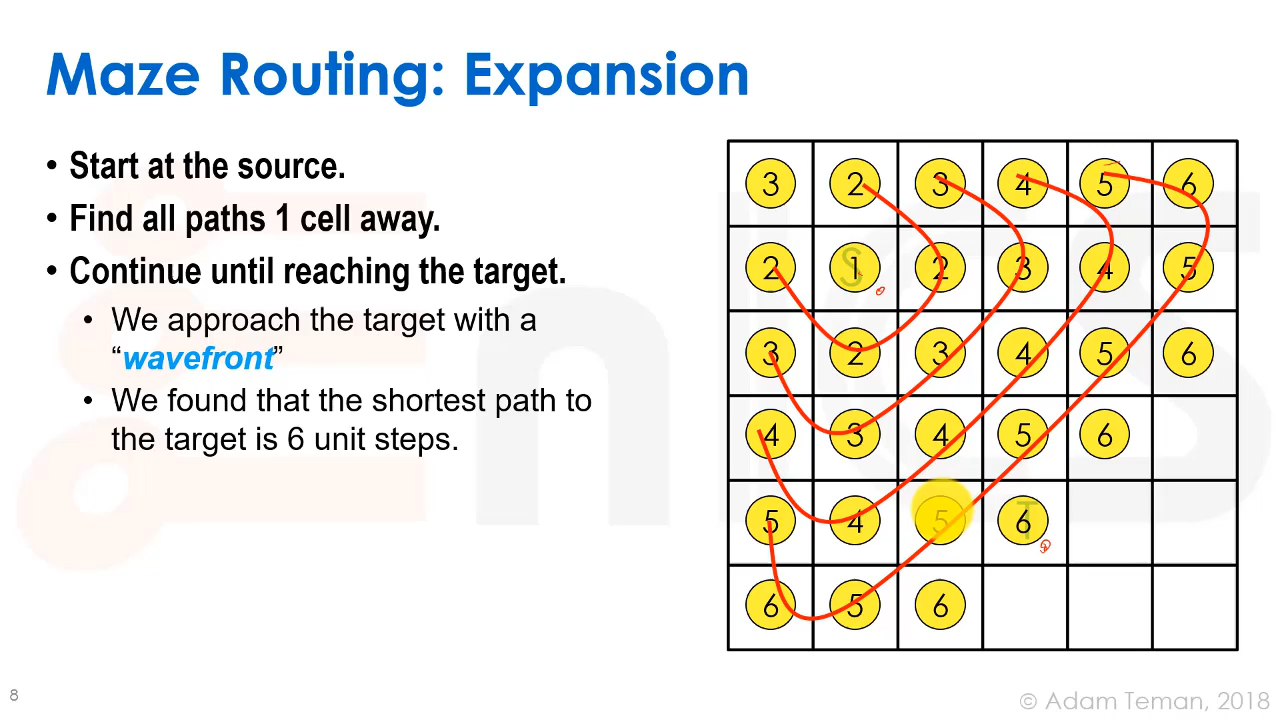 Maze Routing: Expansion
• Start at the source.
• Find all paths 1 cell away.
• Continue until reaching the target.
• We approach the target with a
“wavefront”
• We found that the shortest path to
the target is 6 unit steps.
3 2 3 4 5 6
2 S 1 2 3 4 5
3 2 3 4 5 6
4 3 4 5 6
5 4 5 T 6
6 5 6
8
© Adam Teman, 2018